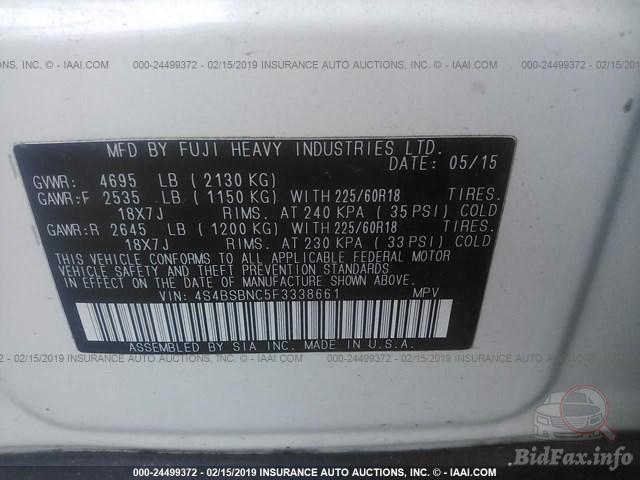 NC. - IAAI.COM
000-24499372 - 02/15/2019 INSURANCE AUTO AUCTIONS, INC. - IAAI.COM
000-24499372 - 02/15/
MFD BY FUJI HEAVY INDUSTRIES LTD.
DATE: 05/15
GVWR: 4695 LB (2130 KG)
GAWR:F 2535 LB (1150 KG) WITH 225/60R18 TIRES.
18X7J RIMS. AT 240 KPA (35 PSI) COLD
GAWR:R 2645 LB (1200 KG) WITH 225/60R18 TIRES.
18X7J RIMS. AT 230 KPA (33 PSI) COLD
THIS VEHICLE CONFORMS TO ALL APPLICABLE FEDERAL MOTOR
VEHICLE SAFETY AND THEFT PREVENTION STANDARDS
IN EFFECT ON THE DATE OF MANUFACTURE SHOWN ABOVE.
VIN: 4S4BSBNC5F3338661 MPV
ASSEMBLED BY SIA INC. MADE IN U.S.A.
72 - 02/15/2019 INSURANCE AUTO AUCTIONS, INC. - IAAI.COM
000-24499372 - 02/15/2019 INSURANCE AUTO AUCTIONS, INC. -
BidFax.info
000-24499372 - 02/15/2019 INSURANCE AUTO AUCTIONS, INC. - IAAI.COM